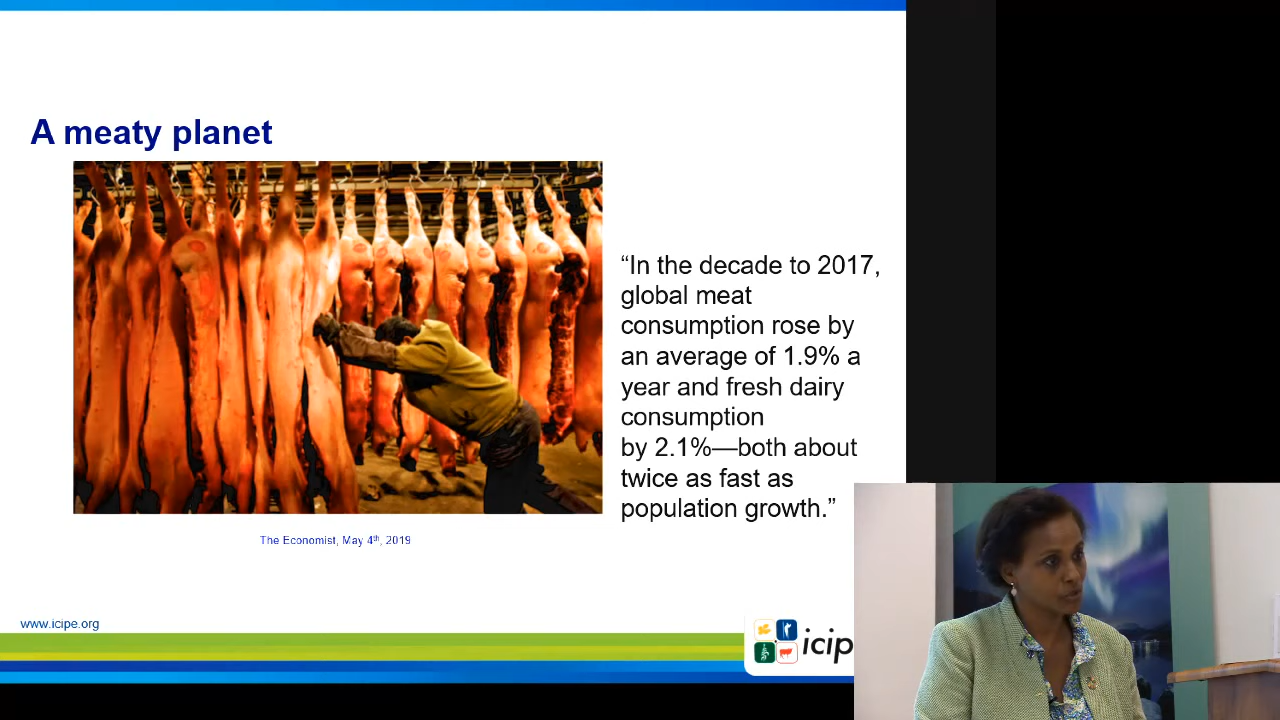 A meaty planet
“In the decade to 2017,
global meat
consumption rose by
an average of 1.9% a
year and fresh dairy
consumption
by 2.1%—both about
twice as fast as
population growth.”
The Economist, May 4th, 2019
www.icipe.org
icip